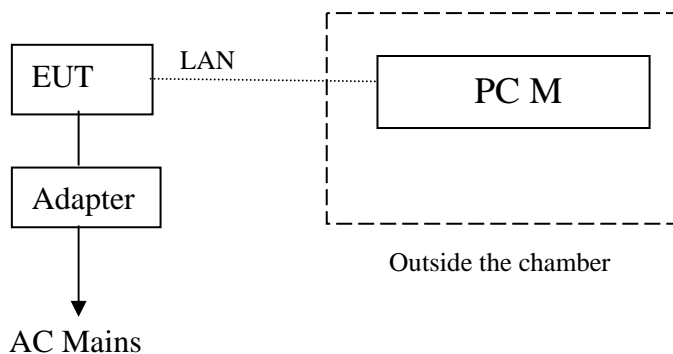 LAN
EUT
PC M
Adapter
Outside the chamber
AC Mains